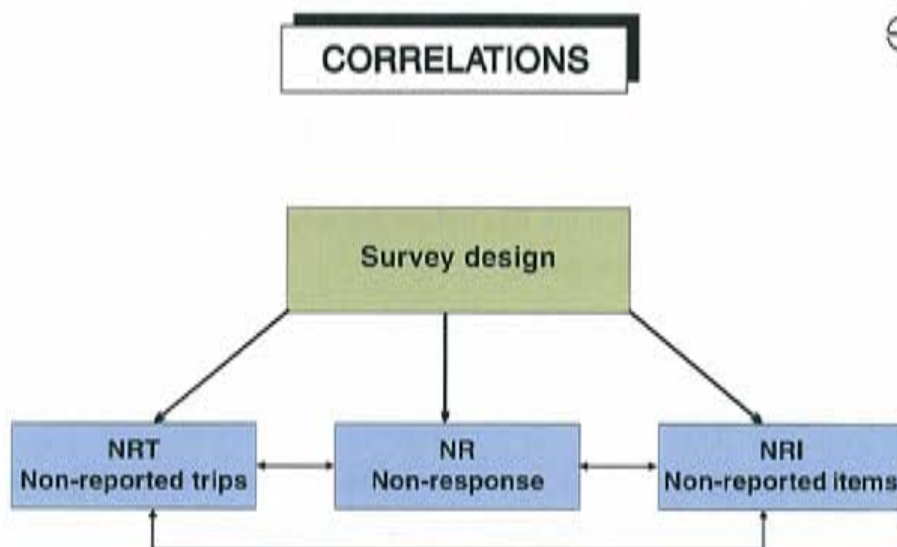 CORRELATIONS
Survey design
NRT
Non-reported trips
NR
Non-response
NRI
Non-reported items